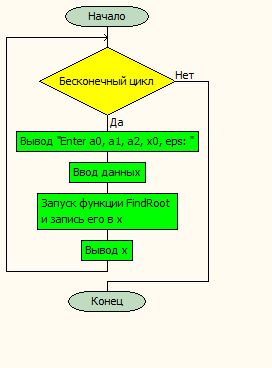 Начало
Бесконечный цикл
Нет
Да
Вывод "Enter a0, a1, a2, x0, eps: "
Ввод данных
Запуск функции FindRoot
и запись его в x
Вывод x
Конец